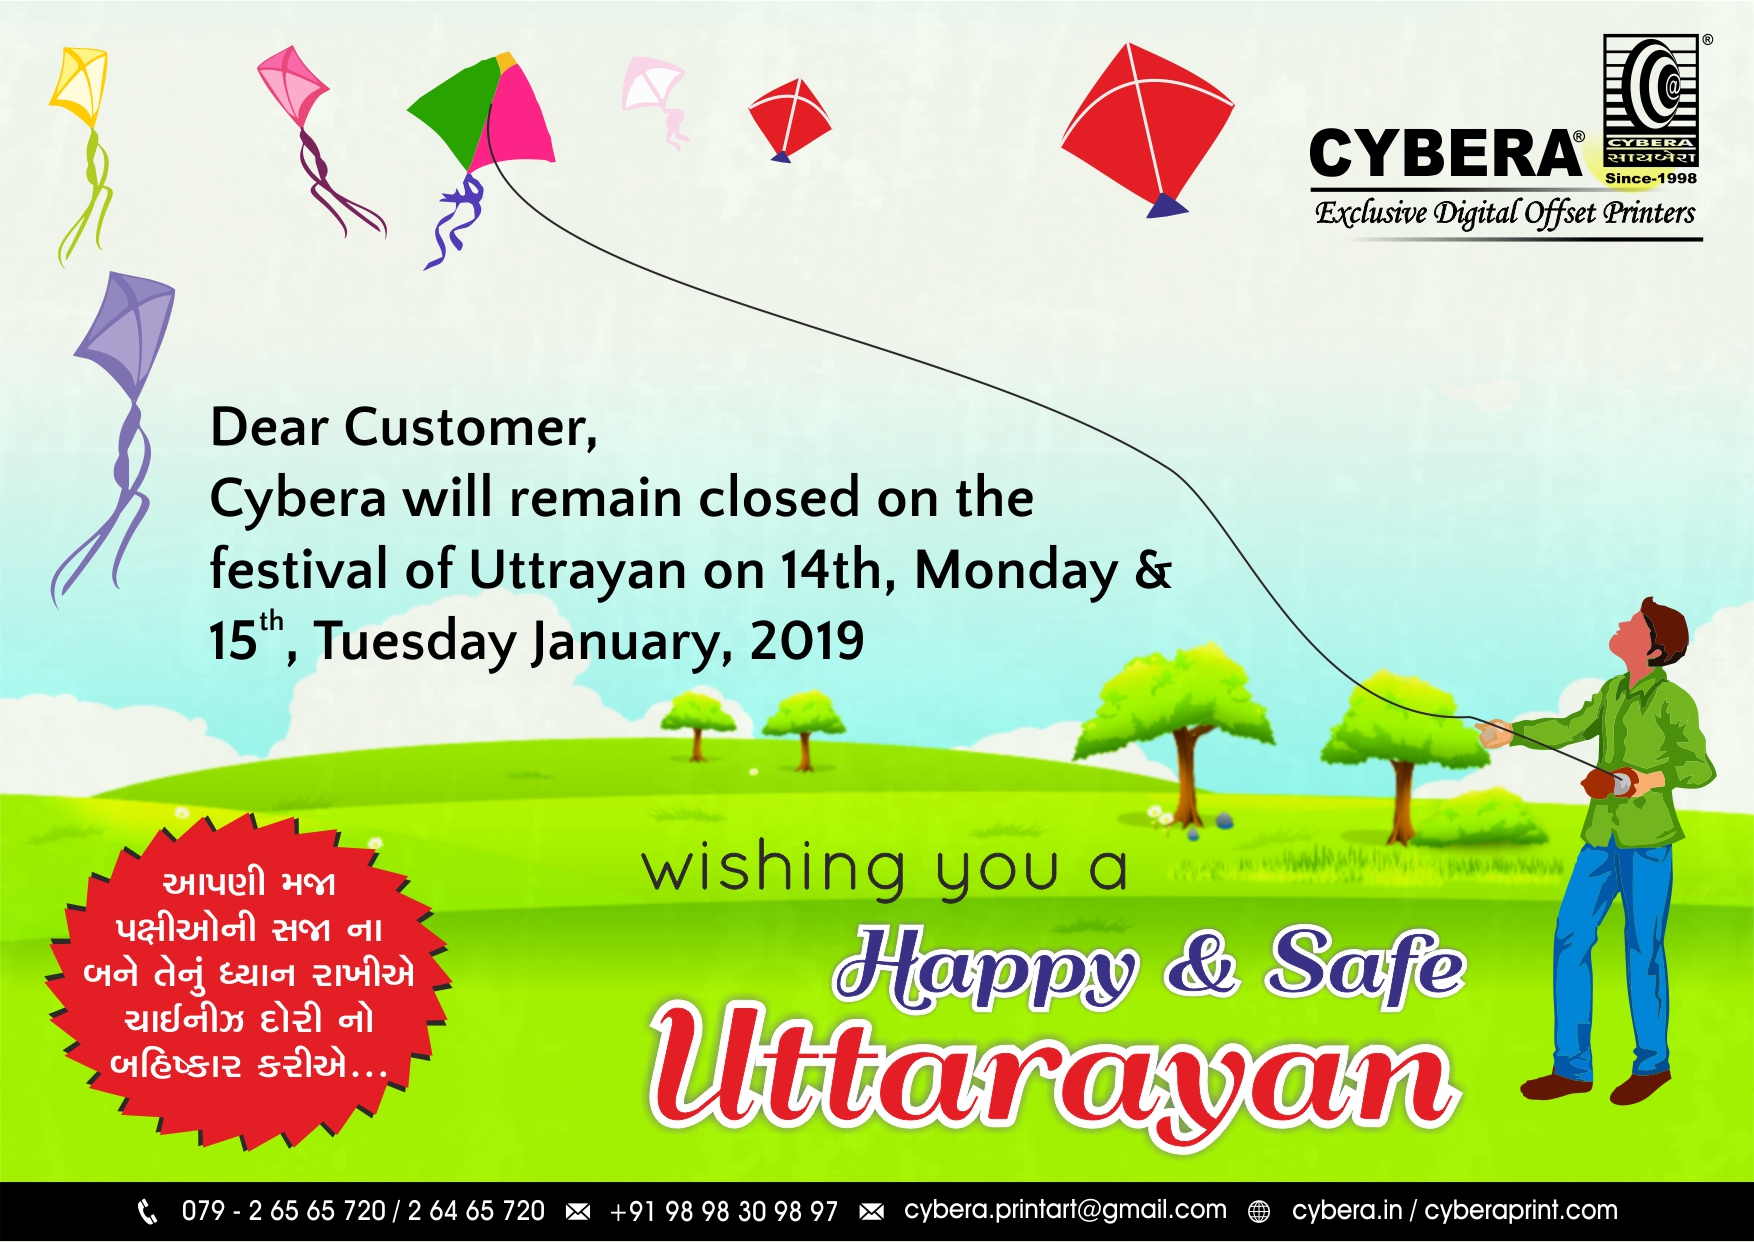 ®
@
CYBERA
સાયબેરા
Since-1998
CYBERA®
Exclusive Digital Offset Printers
Dear Customer,
Cybera will remain closed on the
festival of Uttrayan on 14th, Monday &
15th, Tuesday January, 2019
આપણી મજા
પક્ષીઓની સજા ના
બને તેનું ધ્યાન રાખીએ
ચાઈનીઝ દોરી નો
બહિષ્કાર કરીએ...
wishing you a
Happy & Safe
Uttarayan
079 - 2 65 65 720 / 2 64 65 720 +91 98 98 30 98 97 cybera.printart@gmail.com cybera.in / cyberaprint.com